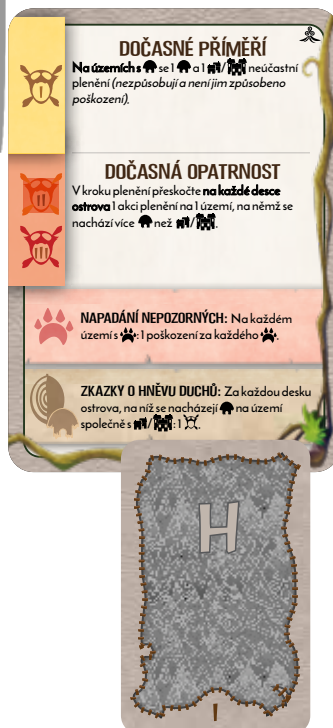 DOČASNÉ PŘÍMĚŘÍ
Na územích s se 1 a 1 / neúčastní
plenění (nezpůsobují a není jim způsobeno
poškození).
I
DOČASNÁ OPATRNOST
V kroku plenění přeskočte na každé desce
ostrova 1 akci plenění na 1 území, na němž se
nachází více než / .
II
III
NAPADÁNÍ NEPOZORNÝCH: Na každém
území s : 1 poškození za každého .
ZKAZKY O HNĚVU DUCHŮ: Za každou desku
ostrova, na níž se nacházejí na území
společně s / : 1 .
H
I